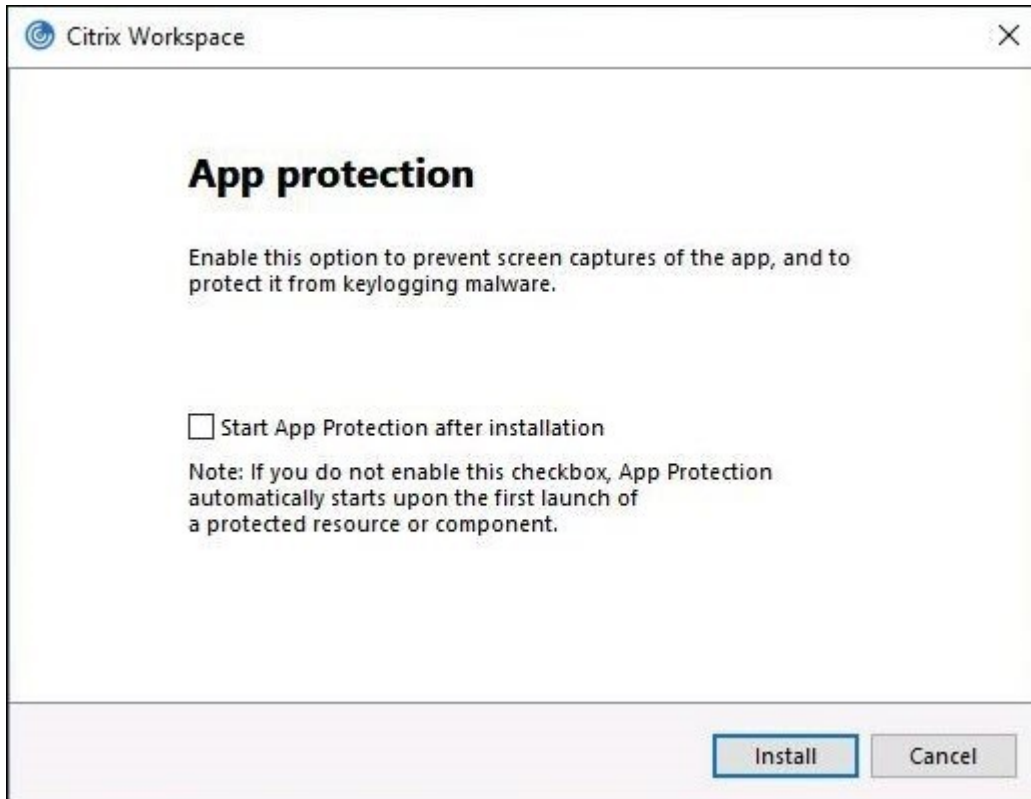 Citrix Workspace
App protection
Enable this option to prevent screen captures of the app, and to
protect it from keylogging malware.
Start App Protection after installation
Note: If you do not enable this checkbox, App Protection
automatically starts upon the first launch of
a protected resource or component.
Install
Cancel